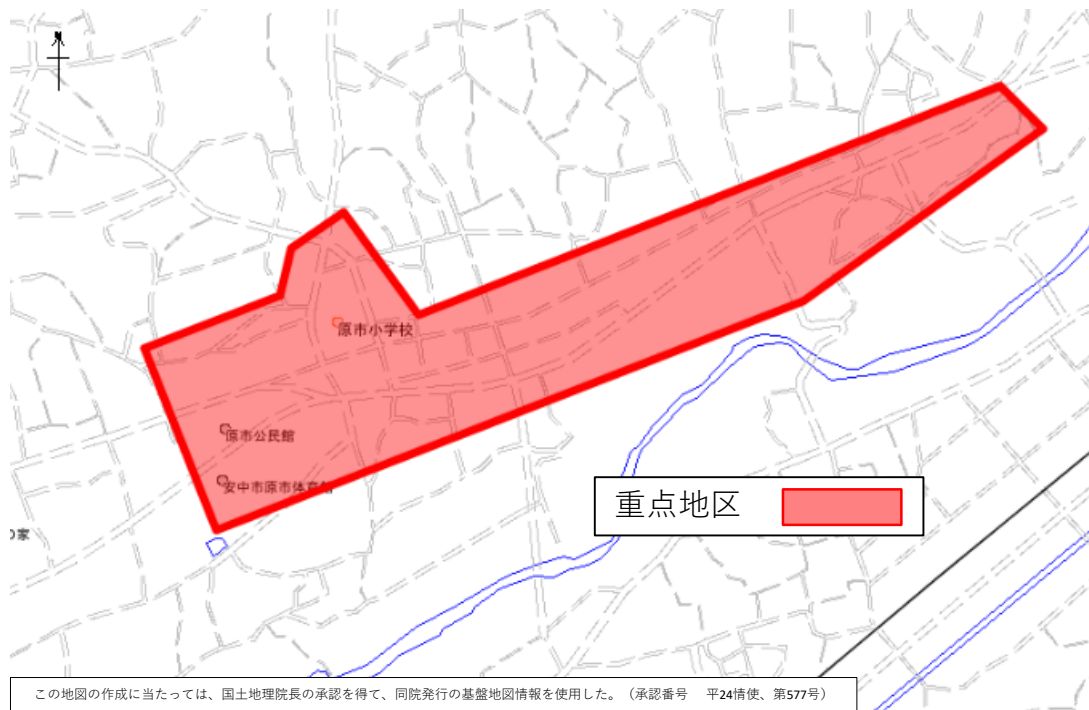 原市小学校
原市公民館
安中市原市体育館
の家
重点地区
この地図の作成に当たっては、国土地理院長の承認を得て、同院発行の基盤地図情報を使用した。（承認番号　平24情使、第577号）